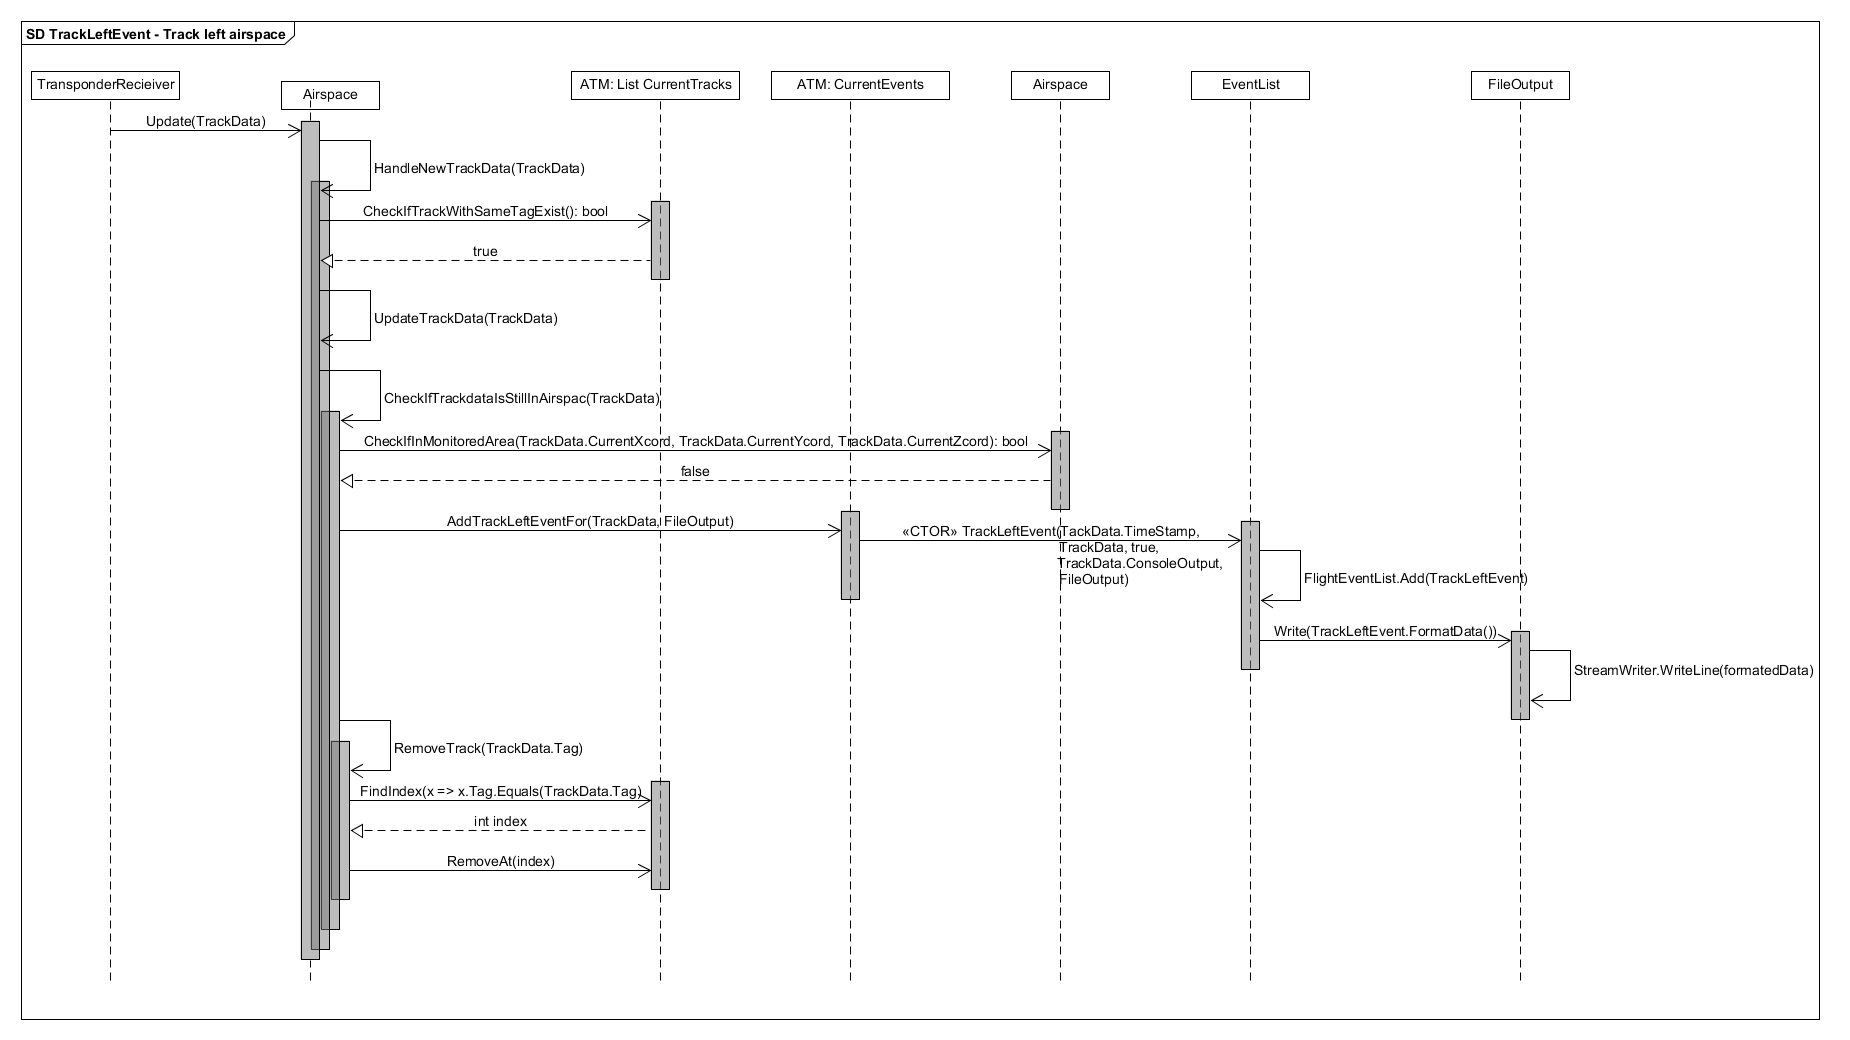 SD TrackLeftEvent - Track left airspace
TransponderRecieiver
Airspace
ATM: List CurrentTracks
ATM: CurrentEvents
Airspace
EventList
FileOutput
Update(TrackData)
HandleNewTrackData(TrackData)
CheckIfTrackWithSameTagExist(): bool
true
UpdateTrackData(TrackData)
CheckIfTrackdataIsStillInAirspac(TrackData)
CheckIfInMonitoredArea(TrackData.CurrentXcord, TrackData.CurrentYcord, TrackData.CurrentZcord): bool
false
AddTrackLeftEventFor(TrackData, FileOutput)
«CTOR» TrackLeftEvent(TackData.TimeStamp,
TrackData, true,
TrackData.ConsoleOutput,
FileOutput)
FlightEventList.Add(TrackLeftEvent)
Write(TrackLeftEvent.FormatData())
StreamWriter.WriteLine(formatedData)
RemoveTrack(TrackData.Tag)
FindIndex(x => x.Tag.Equals(TrackData.Tag)
int index
RemoveAt(index)